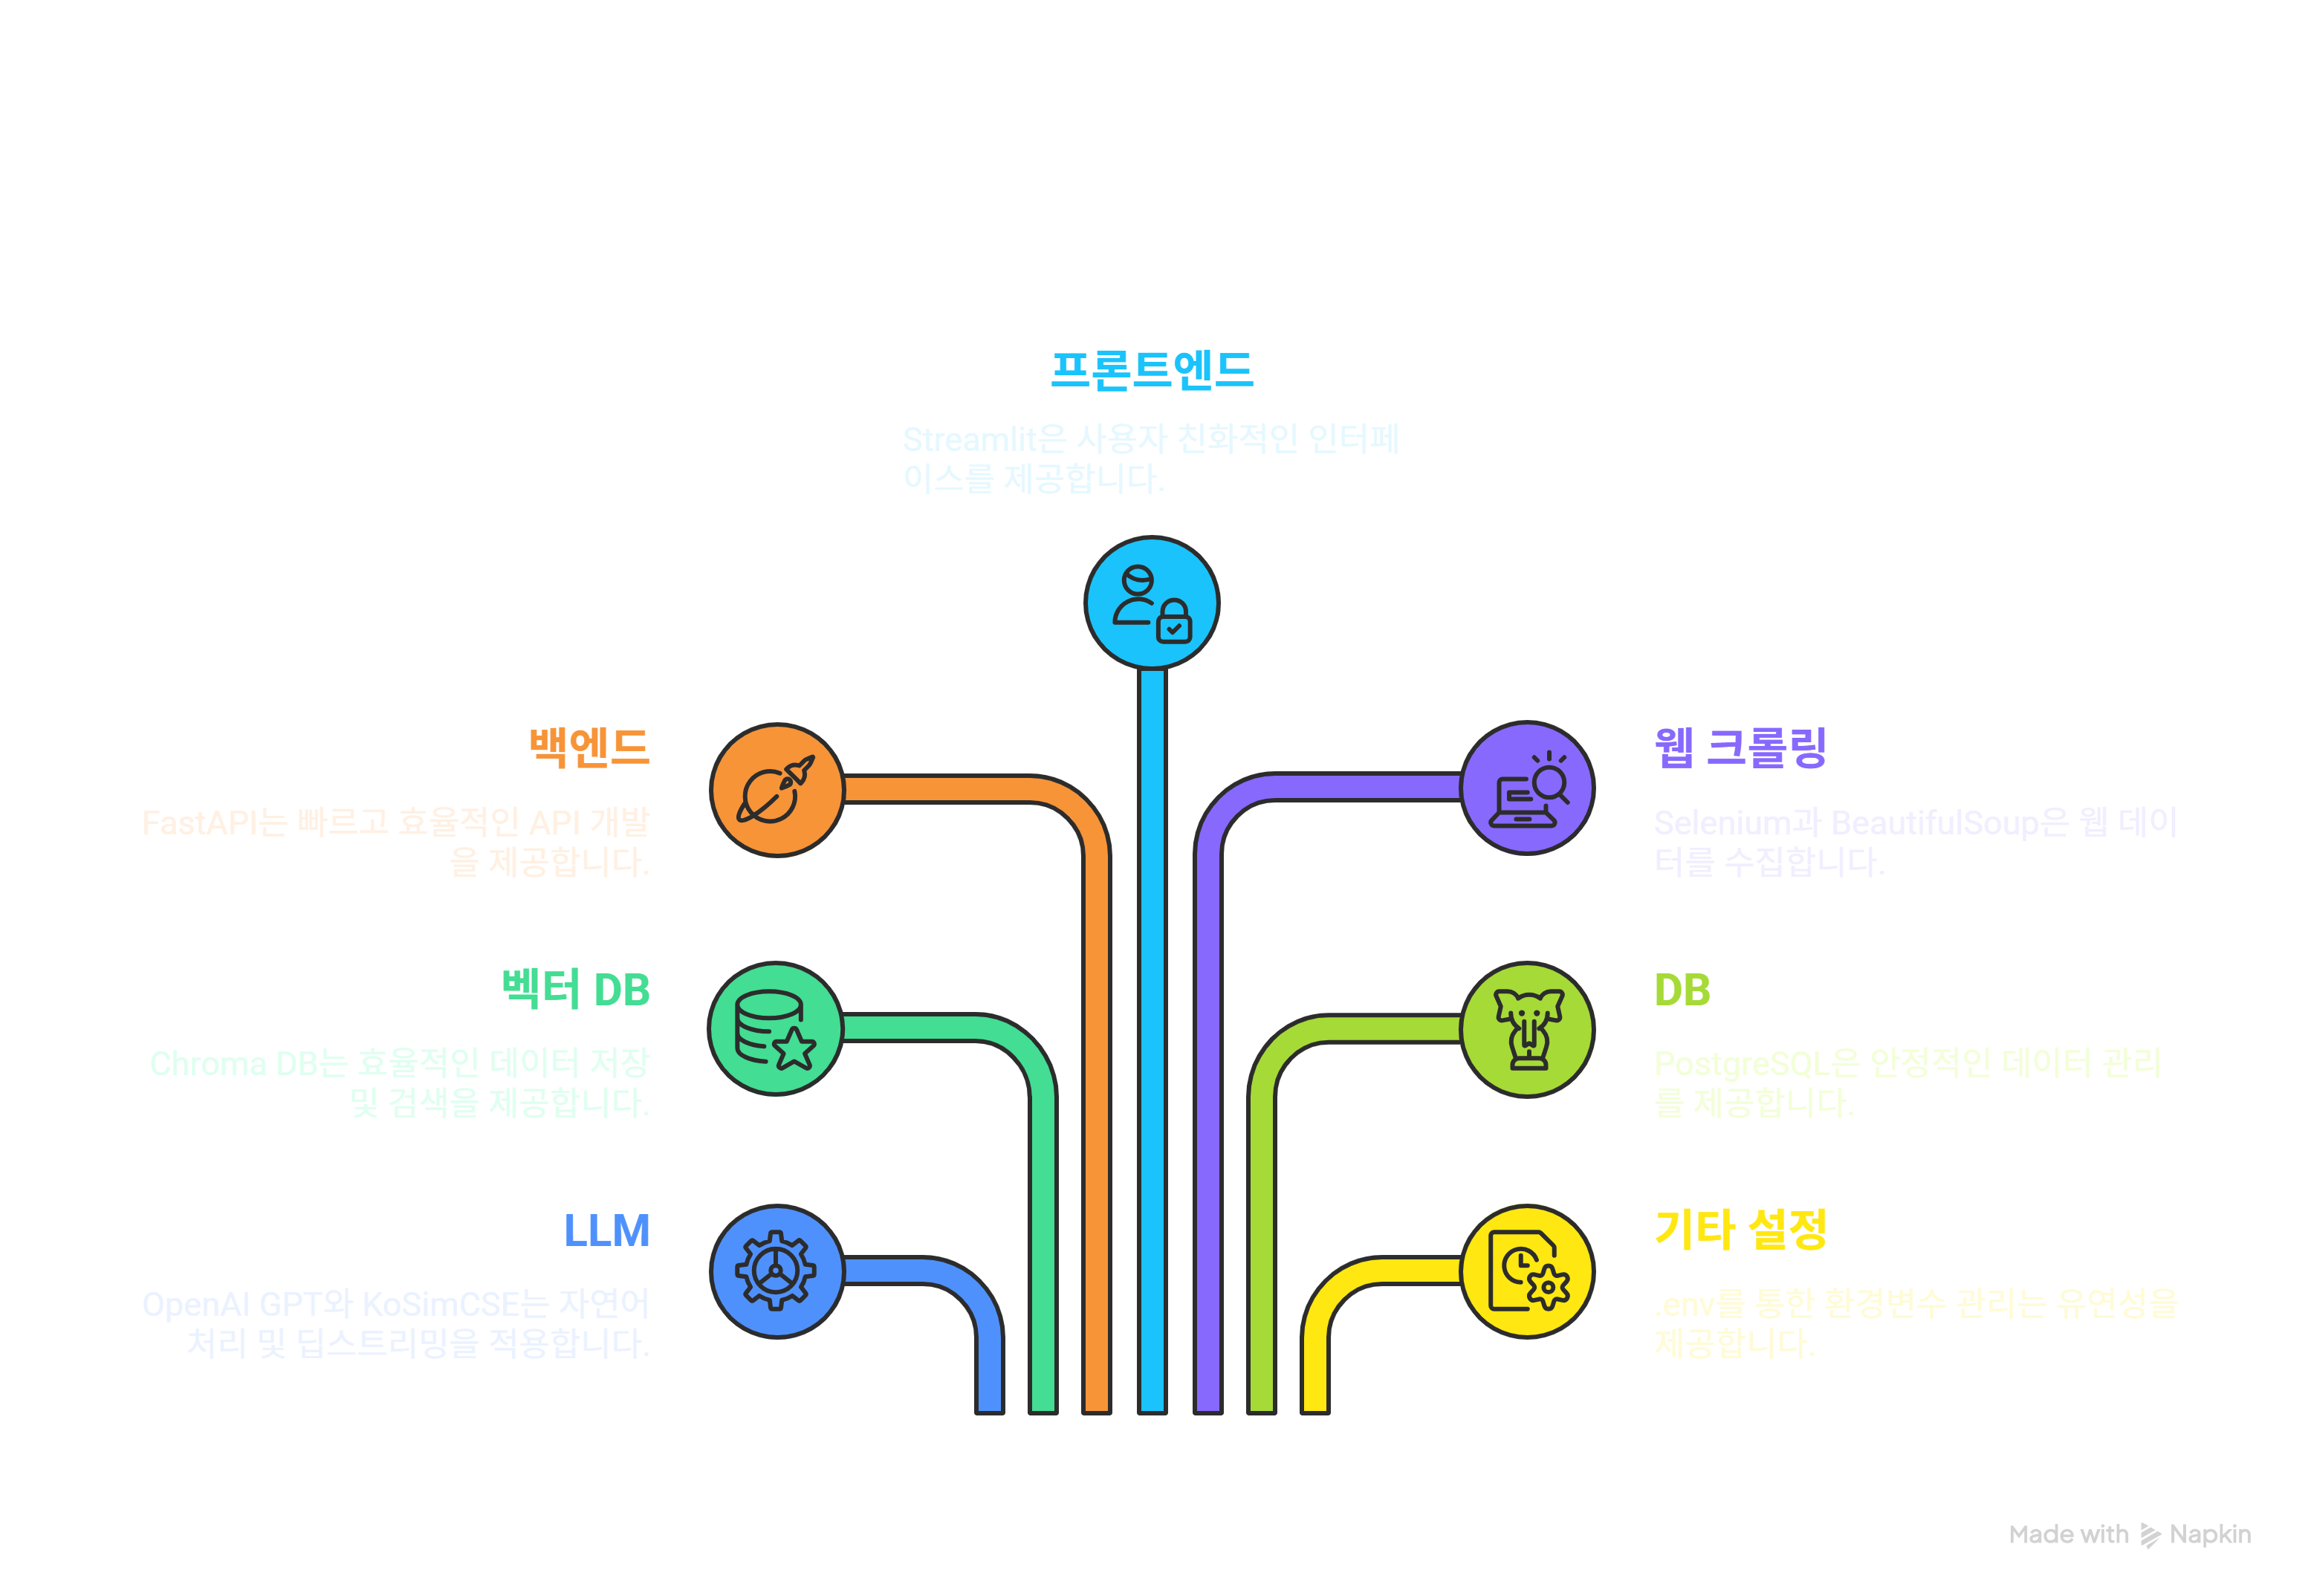 프론트엔드
Streamlit은 사용자 친화적인 인터페
이스를 제공합니다.
백엔드
FastAPI는 빠르고 효율적인 API 개발
을 제공합니다.
웹 크롤링
Selenium과 BeautifulSoup은 웹 데이
터를 수집합니다.
벡터 DB
Chroma DB는 효율적인 데이터 저장
및 검색을 제공합니다.
DB
PostgreSQL은 안정적인 데이터 관리
를 제공합니다.
LLM
OpenAI GPT와 KoSimCSE는 자연어
처리 및 딥스트리밍을 적용합니다.
기타 설정
.env를 통한 환경변수 관리는 유연성을
제공합니다.
Made with Napkin